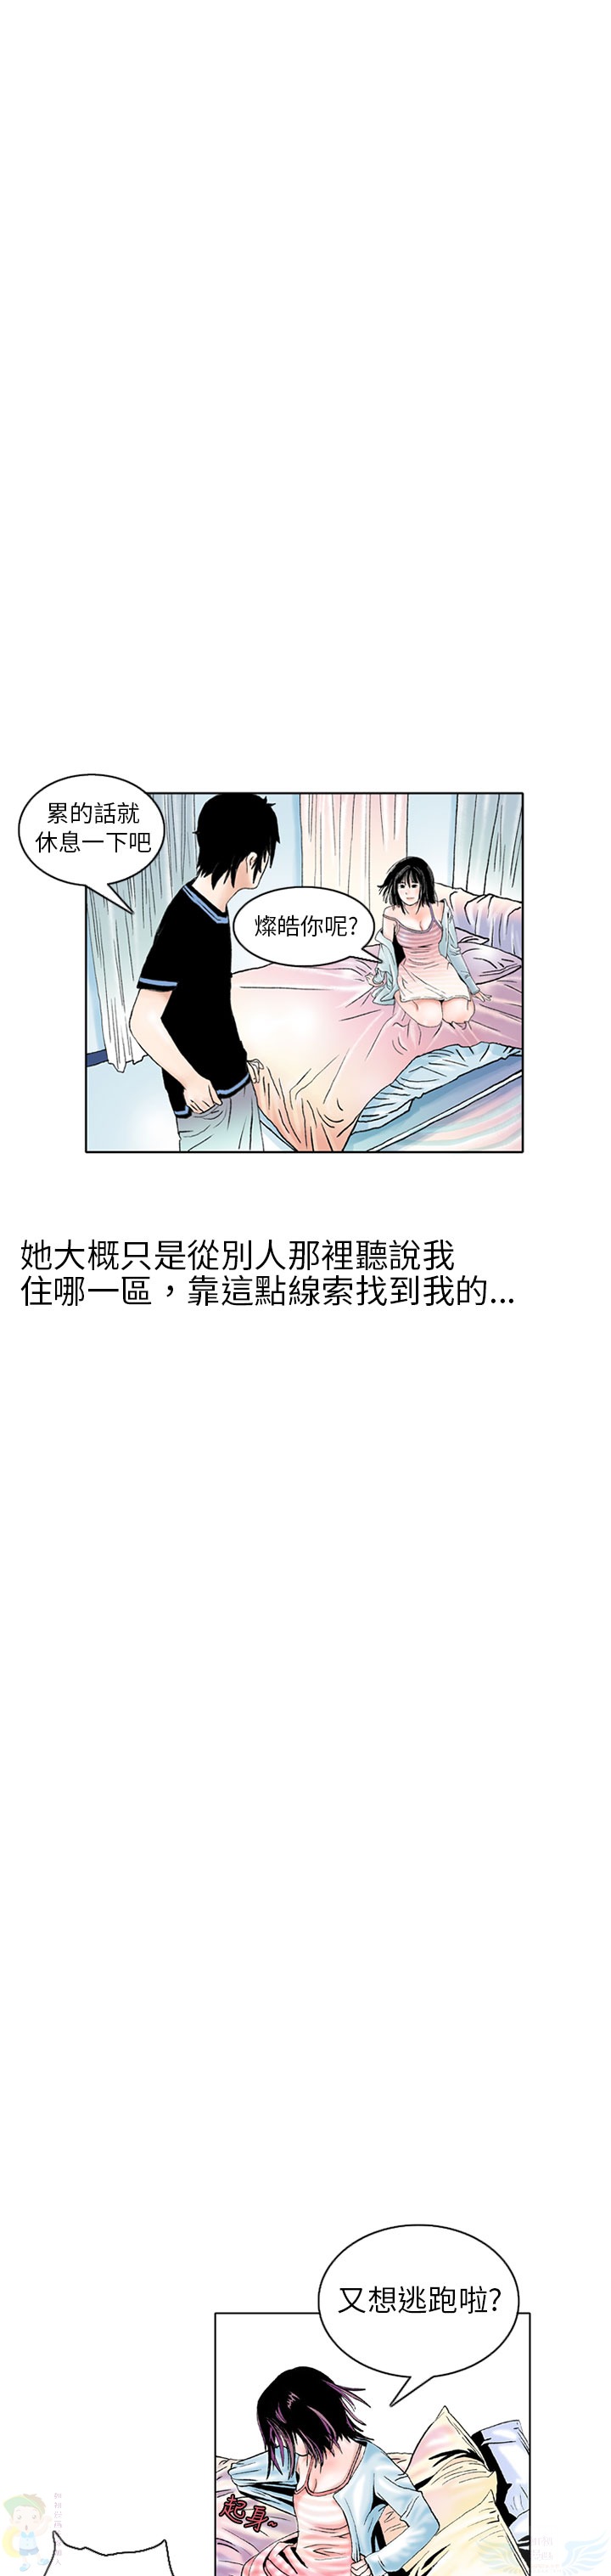 累的話就
休息一下吧
燦皓你呢?
她大概只是從別人那裡聽說我
住哪一區，靠這點線索找到我的...
又想逃跑啦?
起身~